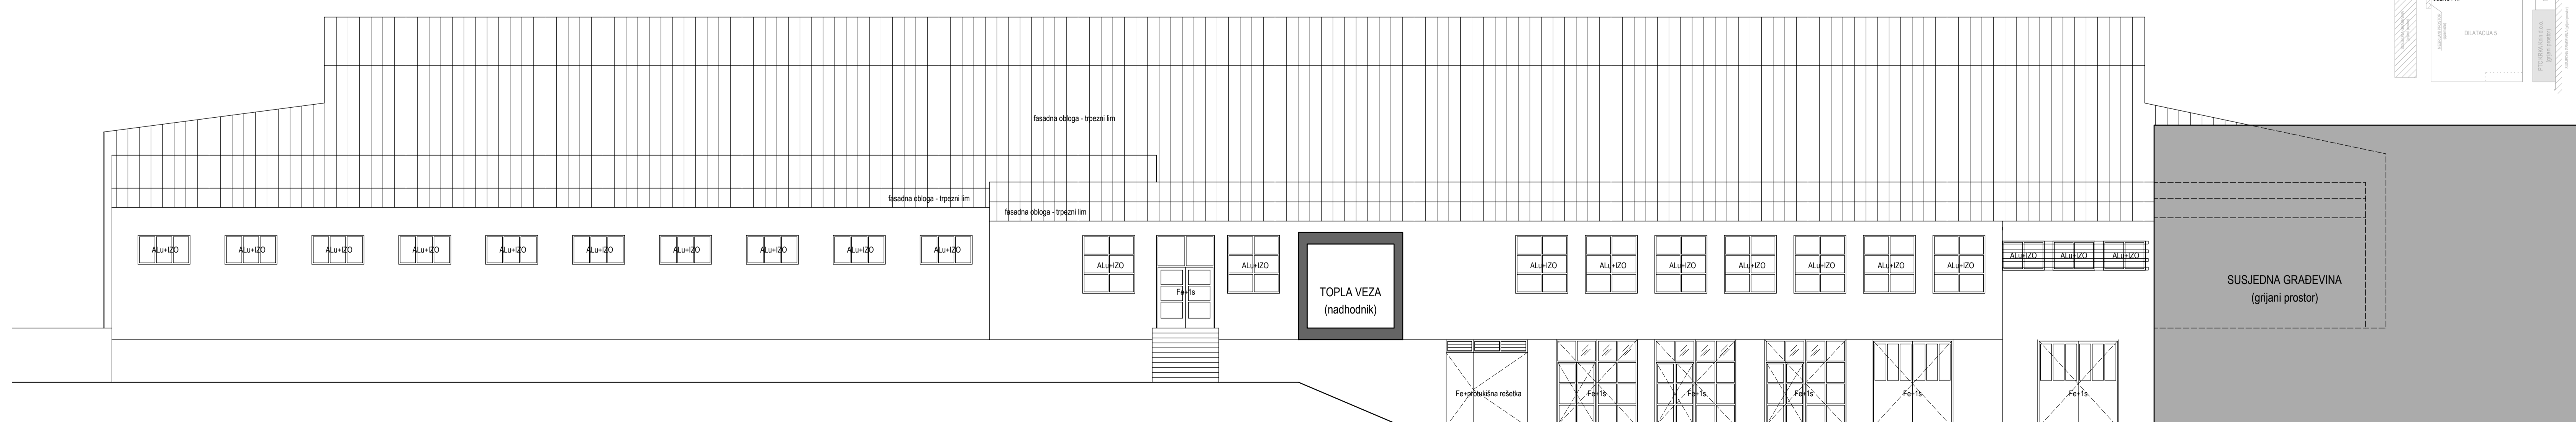 DILATACIJA 5
fasadna obloga - trpezni lim
fasadna obloga - trpezni lim
fasadna obloga - trpezni lim
ALu+IZO
ALu+IZO
ALu+IZO
ALu+IZO
ALu+IZO
ALu+IZO
ALu+IZO
ALu+IZO
ALu+IZO
ALu+IZO
ALu+IZO
Fe+1s
ALu+IZO
TOPLA VEZA
(nadhodnik)
ALu+IZO
ALu+IZO
ALu+IZO
ALu+IZO
ALu+IZO
ALu+IZO
ALu+IZO
ALu+IZO
ALu+IZO
ALu+IZO
SUSJEDNA GRAĐEVINA
(grijani prostor)
Fe+protukišna rešetka
Fe+1s
Fe+1s
Fe+1s
Fe+1s
Fe+1s